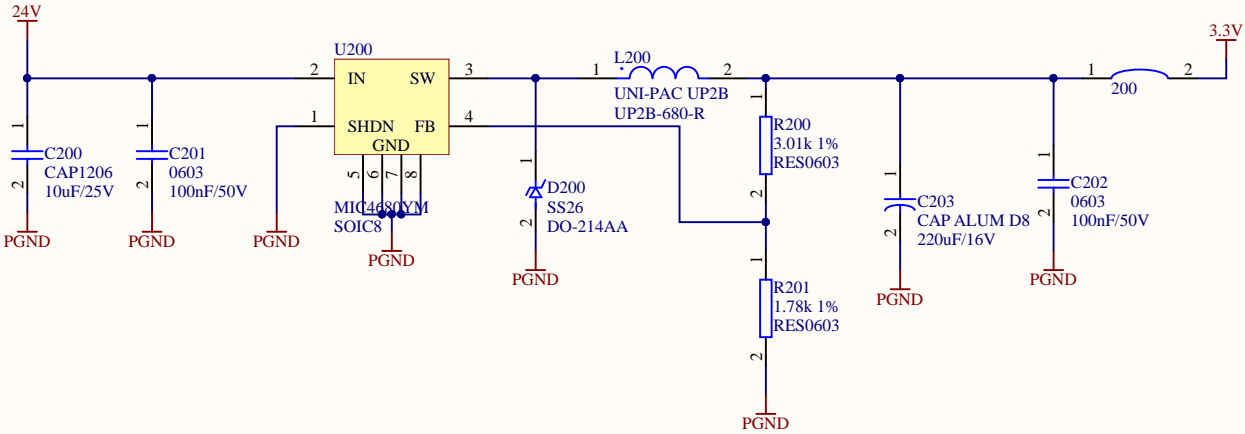 24V
3.3V
U200
2 IN SW 3
1 SHDN FB 4
GND
5 6 7 8
MIC4680YM
SOIC8
PGND
1
2
C200
CAP1206
10uF/25V
PGND
1
2
C201
0603
100nF/50V
PGND
PGND
1
2
D200
SS26
DO-214AA
PGND
L200
1 2
UNI-PAC UP2B
UP2B-680-R
1
2
R200
3.01k 1%
RES0603
1
2
R201
1.78k 1%
RES0603
PGND
1
2
C203
CAP ALUM D8
220uF/16V
PGND
1
2
C202
0603
100nF/50V
PGND
1 2
200